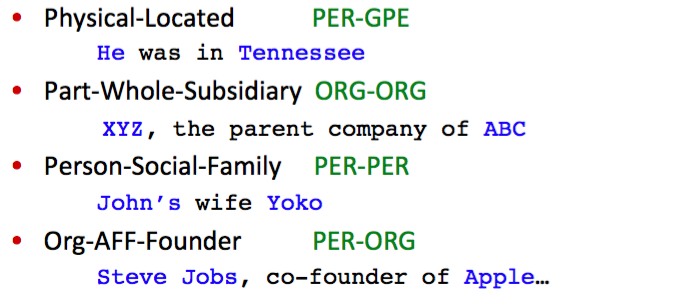 • Physical-Located PER-GPE
He was in Tennessee
• Part-Whole-Subsidiary ORG-ORG
XYZ, the parent company of ABC
• Person-Social-Family PER-PER
John’s wife Yoko
• Org-AFF-Founder PER-ORG
Steve Jobs, co-founder of Apple…